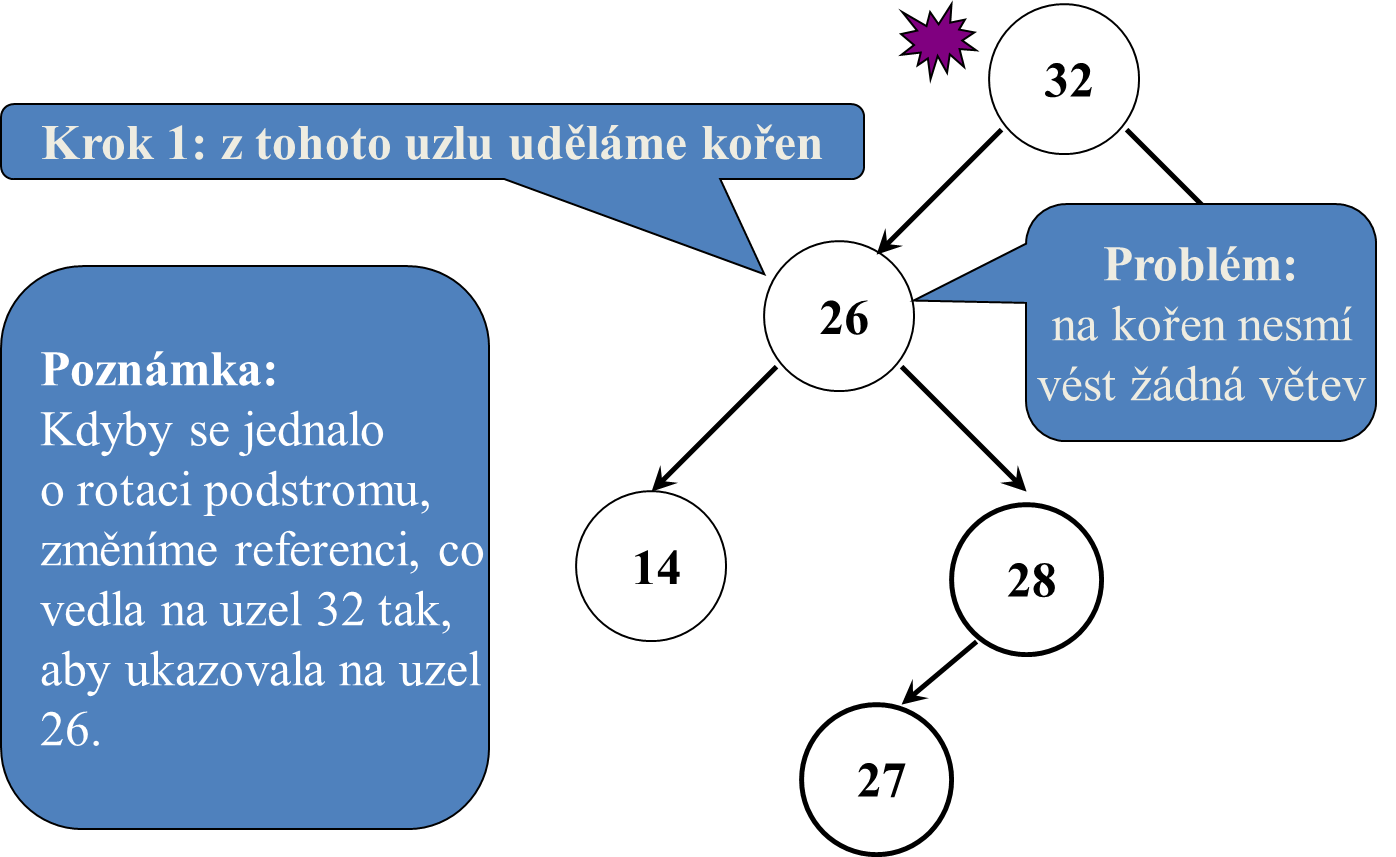 32
Krok 1: z tohoto uzlu uděláme kořen
26
Problém:
na kořen nesmí
vést žádná větev
Poznámka:
Kdyby se jednalo
o rotaci podstromu,
změníme referenci, co
vedla na uzel 32 tak,
aby ukazovala na uzel
26.
14
28
27